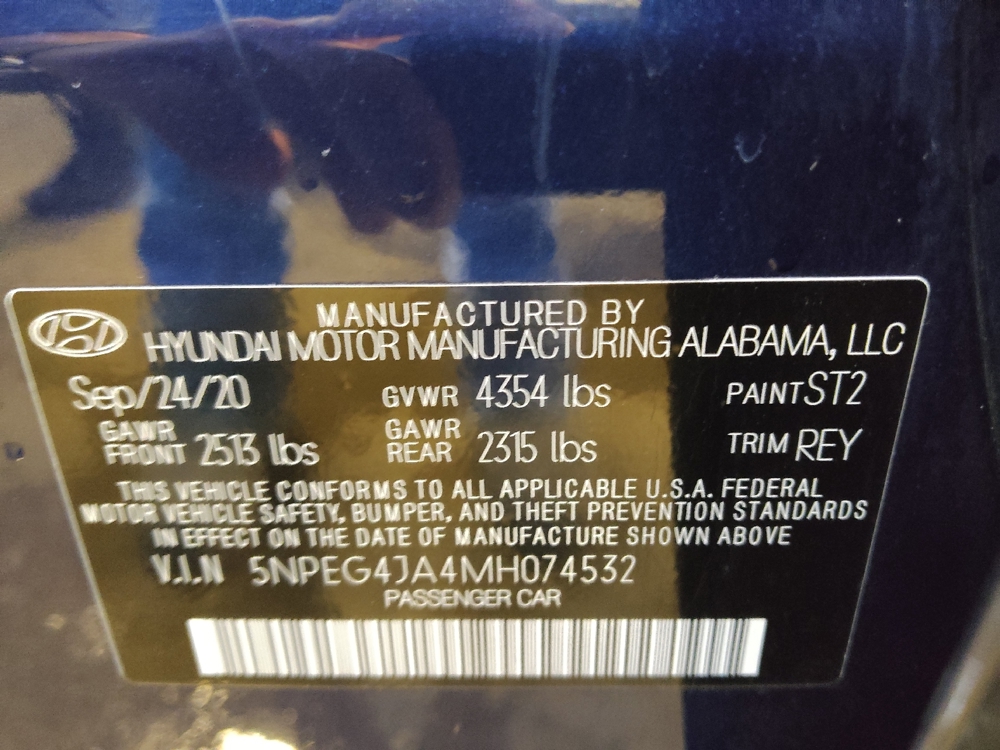 MANUFACTURED BY
HYUNDAI MOTOR MANUFACTURING ALABAMA, LLC
Sep/24/20 GVWR 4354 lbs PAINT ST2
GAWR FRONT 2513 lbs GAWR REAR 2315 lbs TRIM REY
THIS VEHICLE CONFORMS TO ALL APPLICABLE U.S.A. FEDERAL
MOTOR VEHICLE SAFETY, BUMPER, AND THEFT PREVENTION STANDARDS
IN EFFECT ON THE DATE OF MANUFACTURE SHOWN ABOVE
V.I.N 5NPEG4JA4MH074532
PASSENGER CAR